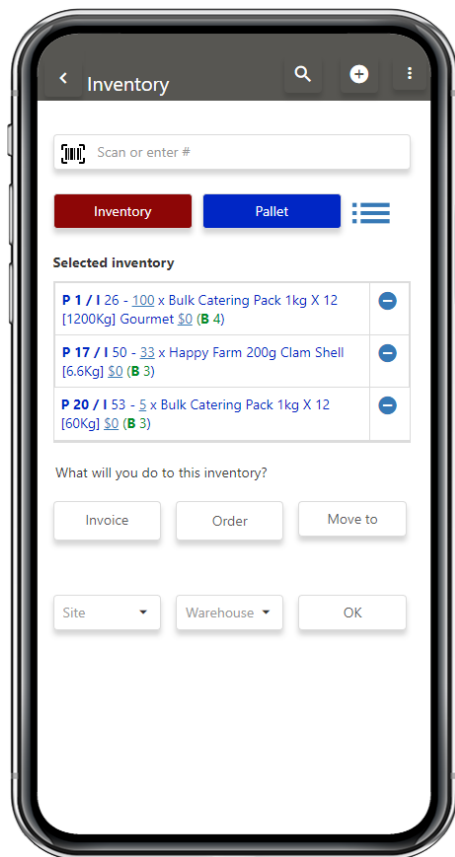 Inventory
Scan or enter #
Inventory Pallet
Selected inventory
P 1 / I 26 - 100 x Bulk Catering Pack 1kg X 12
[1200Kg] Gourmet $0 (B 4)
P 17 / I 50 - 33 x Happy Farm 200g Clam Shell
[6.6Kg] $0 (B 3)
P 20 / I 53 - 5 x Bulk Catering Pack 1kg X 12
[60Kg] $0 (B 3)
What will you do to this inventory?
Invoice Order Move to
Site Warehouse OK